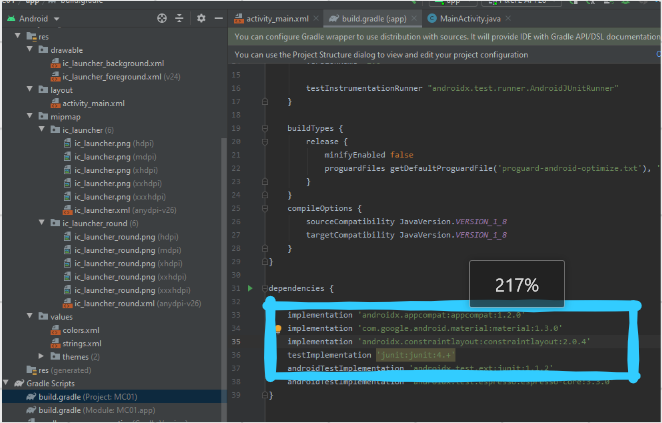 app
build.gradle
Android
activity_main.xml
build.gradle (:app)
MainActivity.java
You can configure Gradle wrapper to use distribution with sources. It will provide IDE with Gradle API/DSL documentation
You can use the Project Structure dialog to view and edit your project configuration
res
drawable
ic_launcher_background.xml
ic_launcher_foreground.xml (v24)
layout
activity_main.xml
mipmap
ic_launcher (6)
ic_launcher.png (hdpi)
ic_launcher.png (mdpi)
ic_launcher.png (xhdpi)
ic_launcher.png (xxhdpi)
ic_launcher.png (xxxhdpi)
ic_launcher.xml (anydpi-v26)
ic_launcher_round (6)
ic_launcher_round.png (hdpi)
ic_launcher_round.png (mdpi)
ic_launcher_round.png (xhdpi)
ic_launcher_round.png (xxhdpi)
ic_launcher_round.png (xxxhdpi)
ic_launcher_round.xml (anydpi-v26)
values
colors.xml
strings.xml
themes (2)
res (generated)
Gradle Scripts
build.gradle (Project: MC01)
build.gradle (Module: MC01.app)
15
16 testInstrumentationRunner "androidx.test.runner.AndroidJUnitRunner"
17 }
18
19 buildTypes {
20 release {
21 minifyEnabled false
22 proguardFiles getDefaultProguardFile('proguard-android-optimize.txt'), '
23 }
24 }
25 compileOptions {
26 sourceCompatibility JavaVersion.VERSION_1_8
27 targetCompatibility JavaVersion.VERSION_1_8
28 }
29 }
30
31 dependencies {
217%
32
33 implementation 'androidx.appcompat:appcompat:1.2.0
34 implementation 'com.google.android.material:material:1.3.0'
35 implementation 'androidx.constraintlayout:constraintlayout:2.0.4'
36 testImplementation 'junit:junit:4.+
37 androidTestImplementation 'androidx.test.ext:junit:1.1.2'
38
39 }